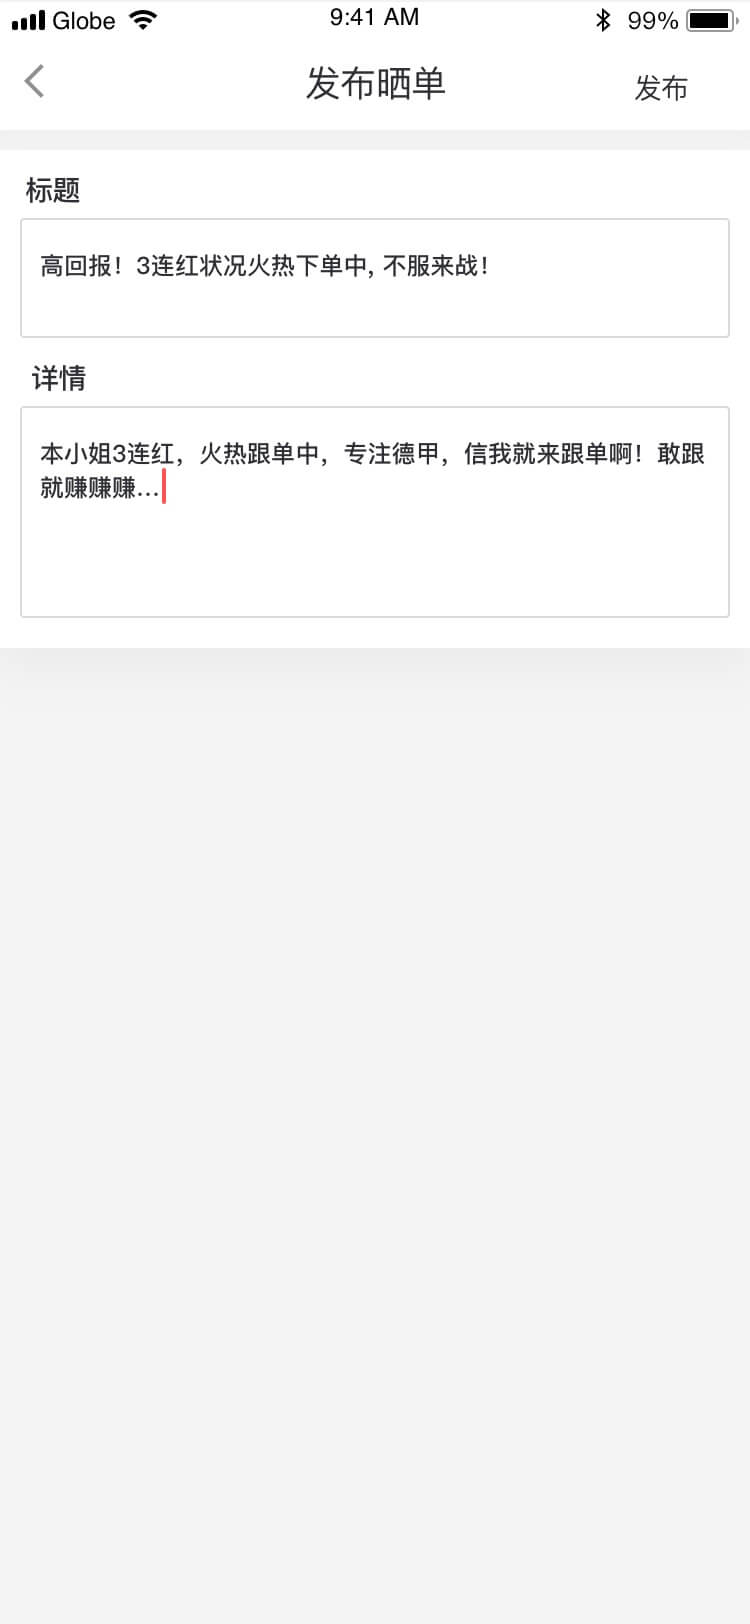 Globe 9:41 AM 99%
发布晒单 发布
标题
高回报！3连红状况火热下单中, 不服来战！
详情
本小姐3连红，火热跟单中，专注德甲，信我就来跟单啊！敢跟
就赚赚赚...